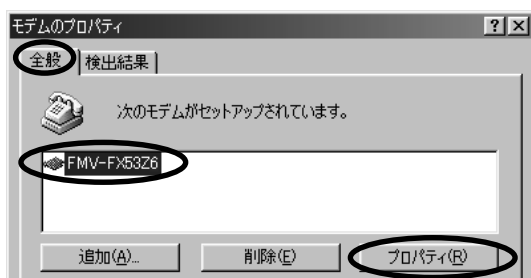 モデムのプロパティ
全般
検出結果
次のモデムがセットアップされています。
FMV-FX53Z6
追加(A)...
削除(E)
プロパティ(R)